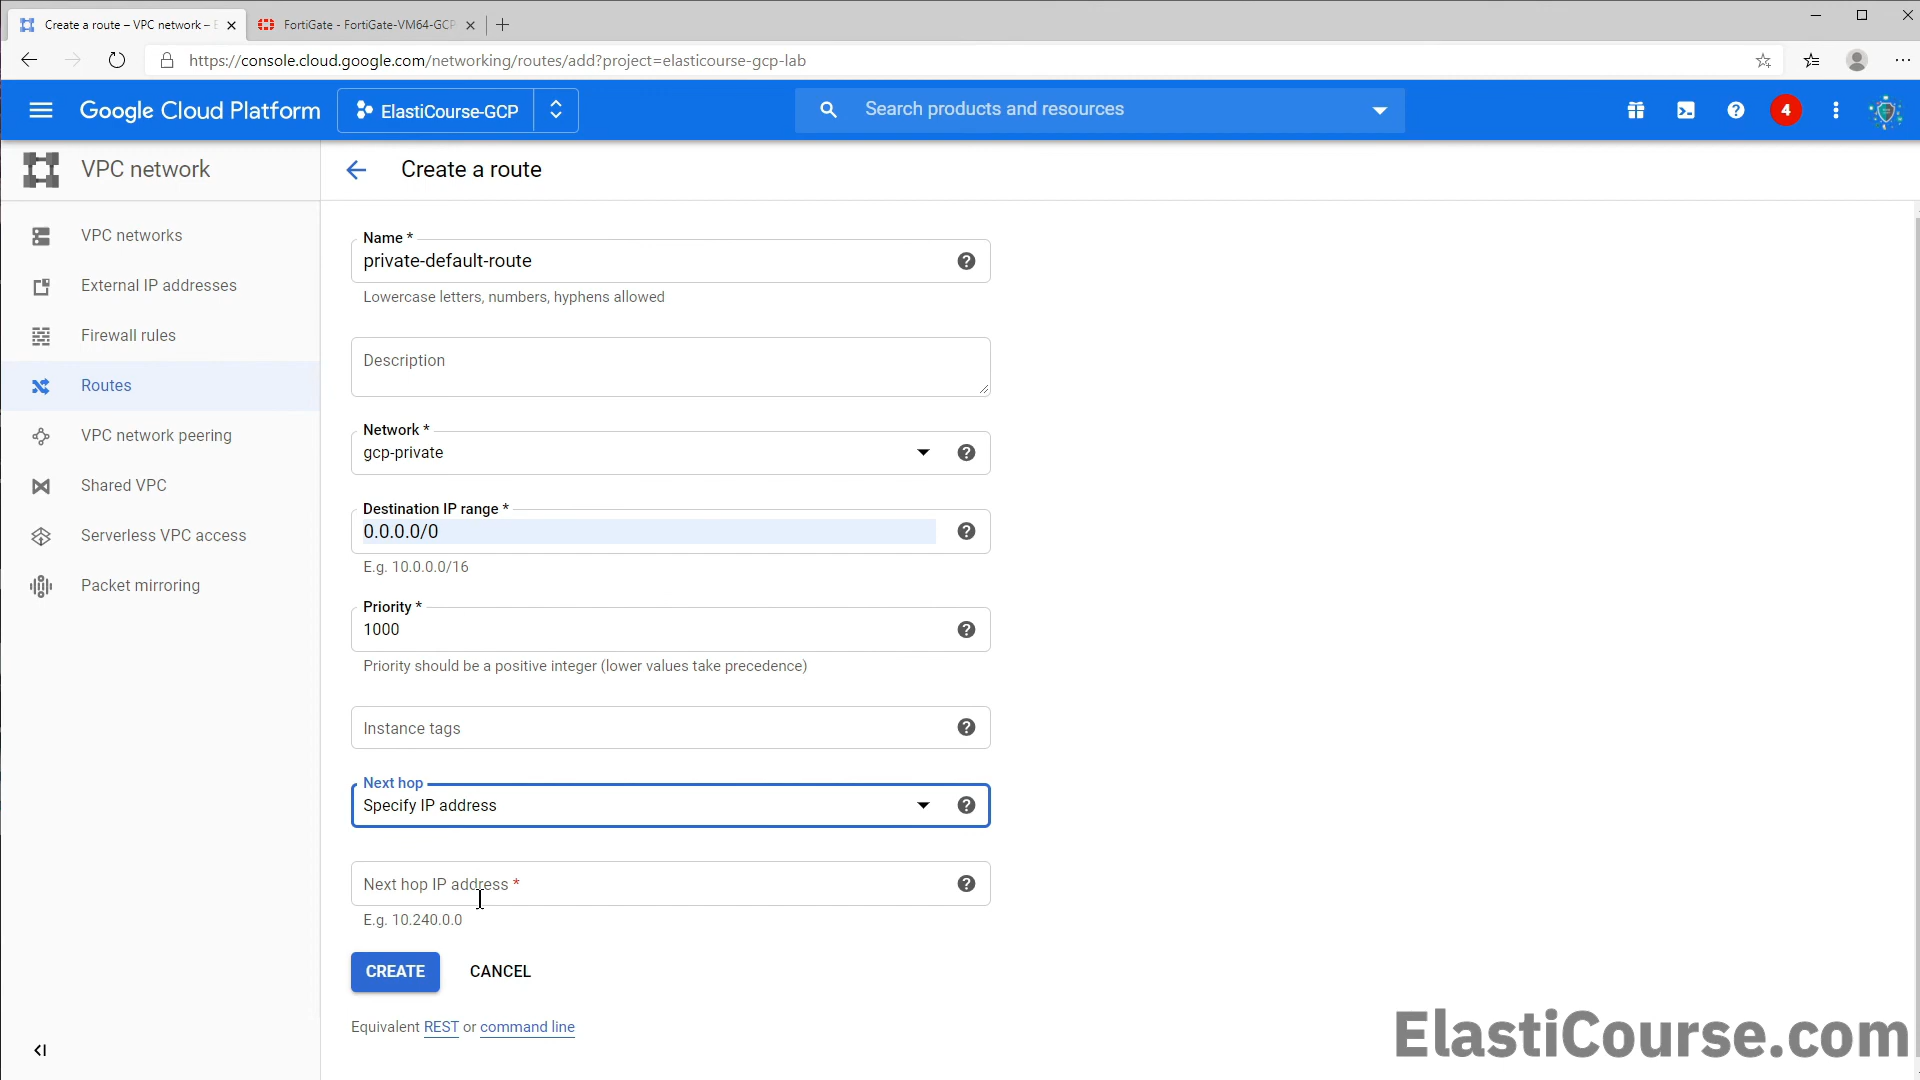 Create a route – VPC network – E
FortiGate - FortiGate-VM64-GCP
https://console.cloud.google.com/networking/routes/add?project=elasticourse-gcp-lab
Google Cloud Platform
ElastiCourse-GCP
Search products and resources
4
VPC network
Create a route
VPC networks
External IP addresses
Firewall rules
Routes
VPC network peering
Shared VPC
Serverless VPC access
Packet mirroring
Name *
private-default-route
Lowercase letters, numbers, hyphens allowed
Description
Network *
gcp-private
Destination IP range *
0.0.0.0/0
E.g. 10.0.0.0/16
Priority *
1000
Priority should be a positive integer (lower values take precedence)
Instance tags
Next hop
Specify IP address
Next hop IP address *
E.g. 10.240.0.0
CREATE CANCEL
Equivalent REST or command line
ElastiCourse.com